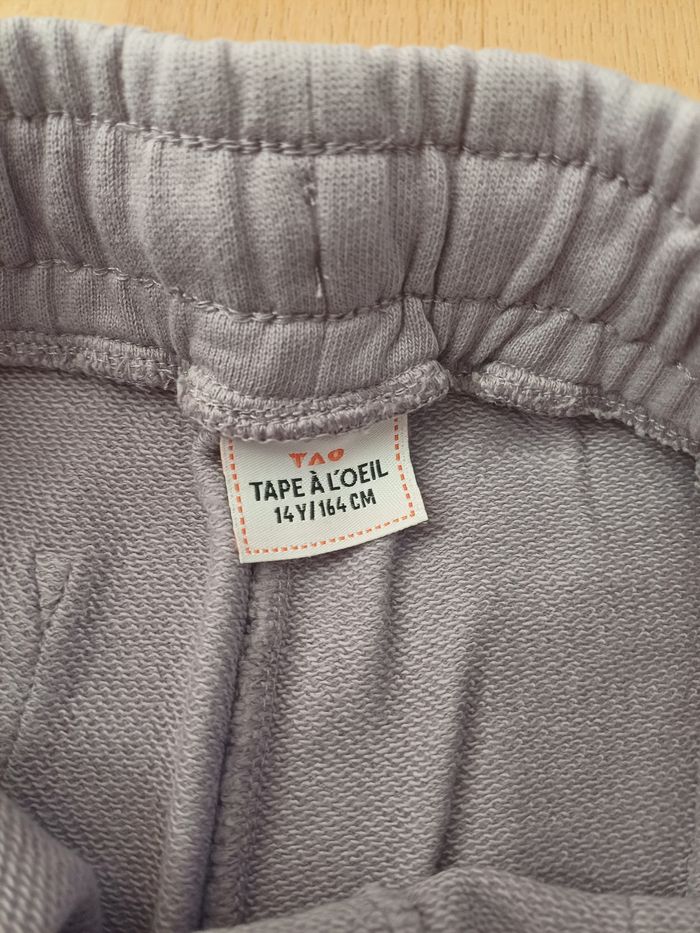 TAO
TAPE À L'OEIL
14Y/164 CM